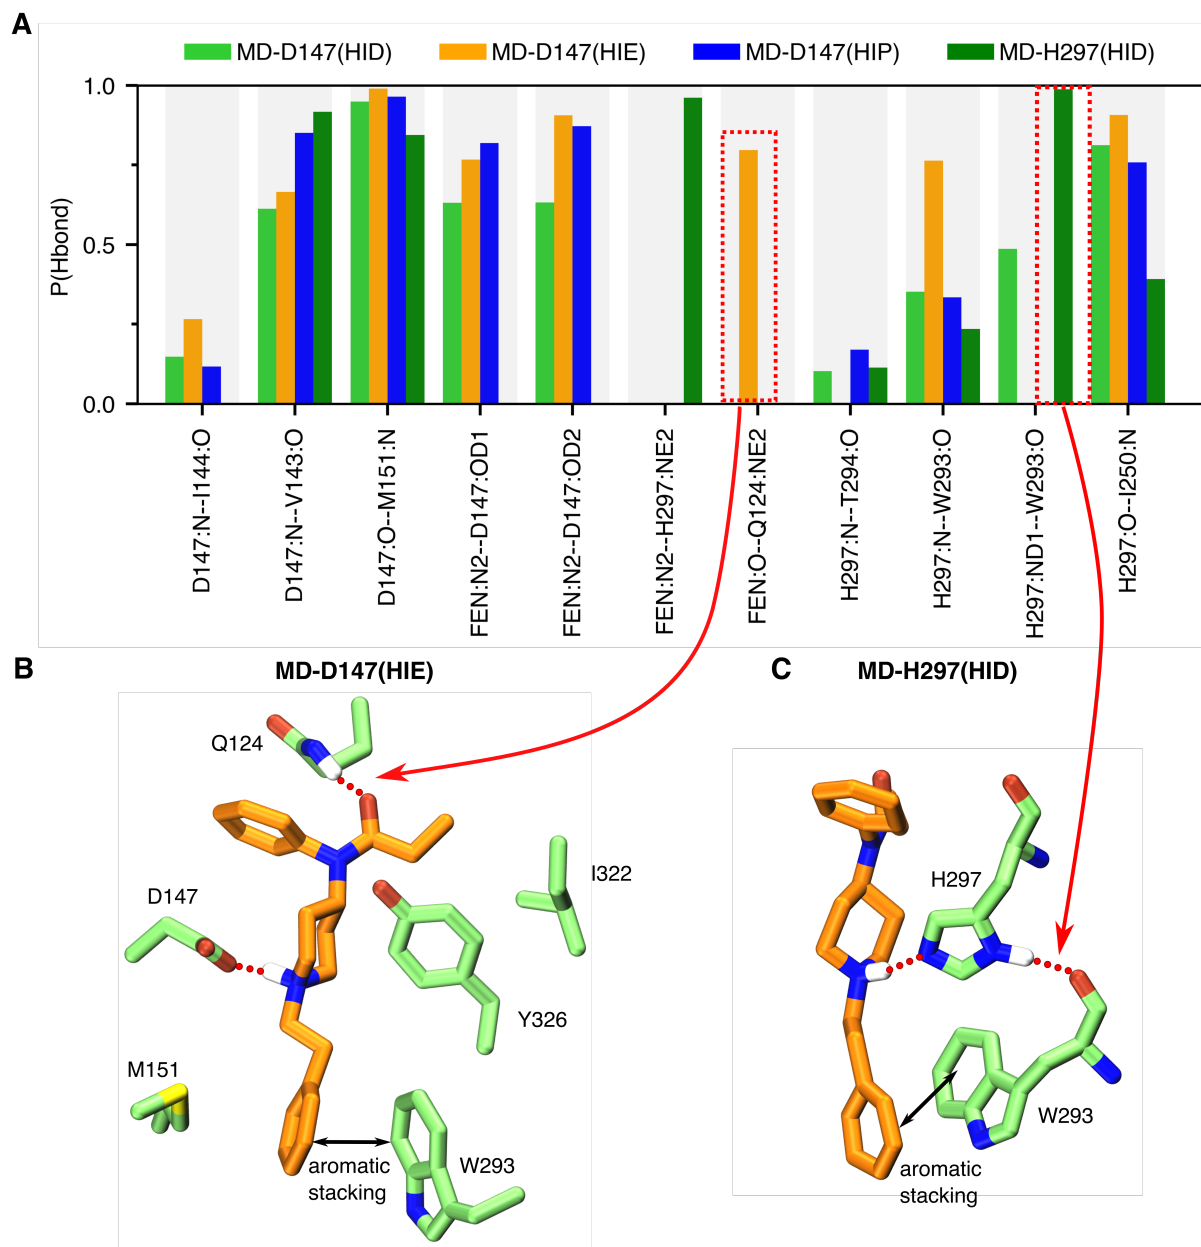 A
MD-D147(HID) MD-D147(HIE) MD-D147(HIP) MD-H297(HID)
1.0
0.5
0.0
P(Hbond)
D147:N--I144:O
D147:N--V143:O
D147:O--M151:N
FEN:N2--D147:OD1
FEN:N2--D147:OD2
FEN:N2--H297:NE2
FEN:O--Q124:NE2
H297:N--T294:O
H297:N--W293:O
H297:ND1--W293:O
H297:O--I250:N
B
MD-D147(HIE)
Q124
D147
I322
Y326
M151
W293
aromatic
stacking
C
MD-H297(HID)
H297
W293
aromatic
stacking